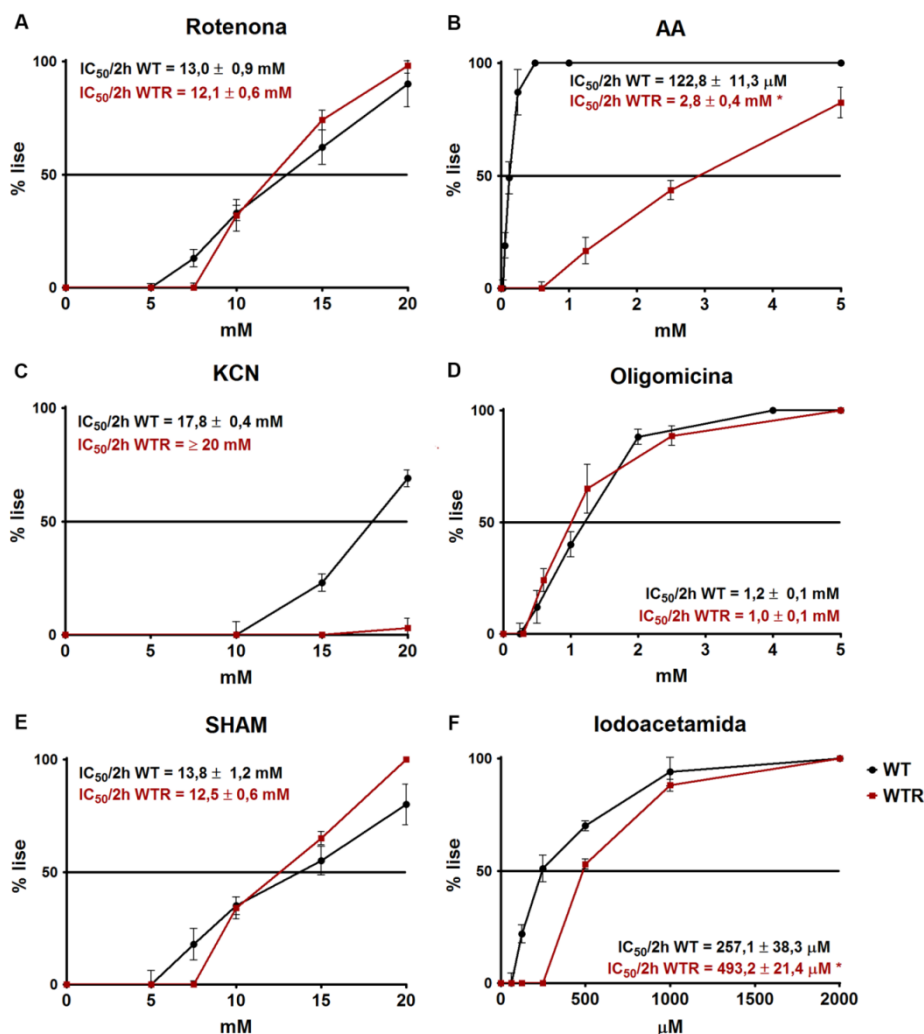 A
Rotenona
IC50/2h WT = 13,0 ± 0,9 mM
IC50/2h WTR = 12,1 ± 0,6 mM
% lise
100
50
0
0 5 10 15 20
mM
B
AA
IC50/2h WT = 122,8 ± 11,3 μM
IC50/2h WTR = 2,8 ± 0,4 mM *
% lise
100
50
0
0 1 2 3 4 5
mM
C
KCN
IC50/2h WT = 17,8 ± 0,4 mM
IC50/2h WTR = ≥ 20 mM
% lise
100
50
0
0 5 10 15 20
mM
D
Oligomicina
IC50/2h WT = 1,2 ± 0,1 mM
IC50/2h WTR = 1,0 ± 0,1 mM
% lise
100
50
0
0 1 2 3 4 5
mM
E
SHAM
IC50/2h WT = 13,8 ± 1,2 mM
IC50/2h WTR = 12,5 ± 0,6 mM
% lise
100
50
0
0 5 10 15 20
mM
F
Iodoacetamida
IC50/2h WT = 257,1 ± 38,3 μM
IC50/2h WTR = 493,2 ± 21,4 μM *
% lise
100
50
0
0 500 1000 1500 2000
μM
WT
WTR